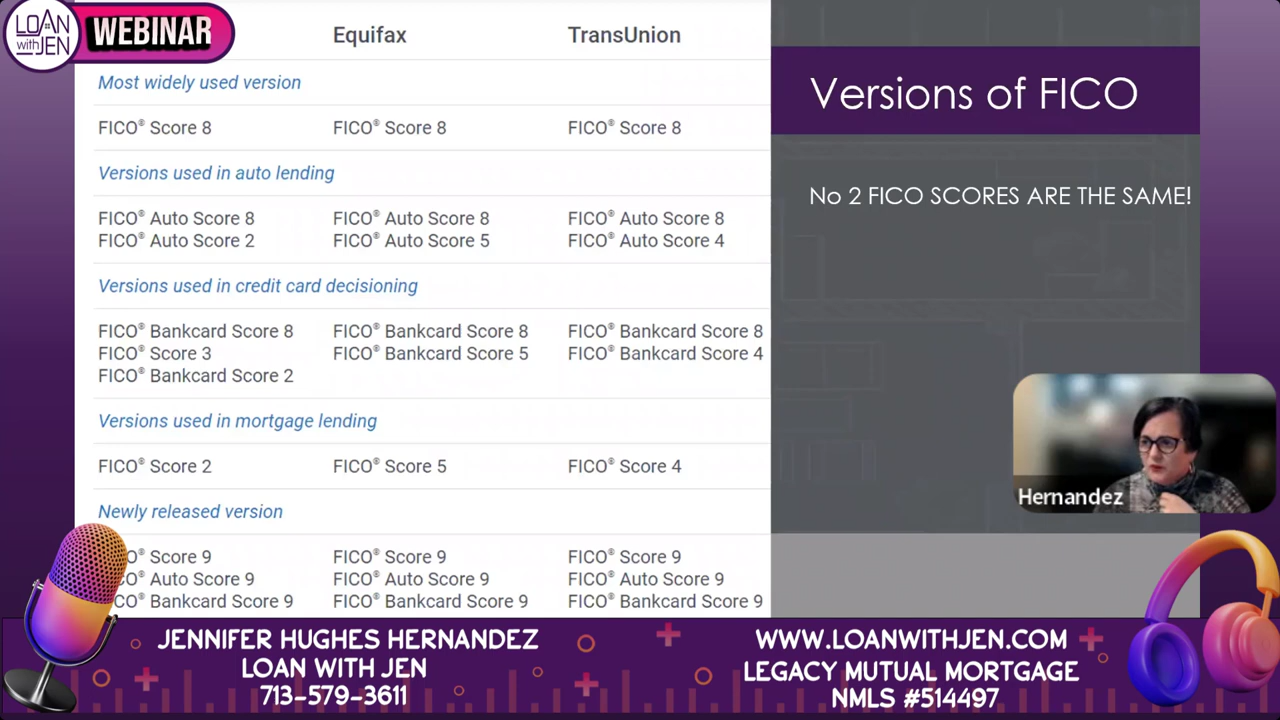 LOAN
with
JEN
WEBINAR
Equifax TransUnion
Most widely used version
FICO® Score 8 FICO® Score 8 FICO® Score 8
Versions used in auto lending
FICO® Auto Score 8 FICO® Auto Score 8 FICO® Auto Score 8
FICO® Auto Score 2 FICO® Auto Score 5 FICO® Auto Score 4
Versions used in credit card decisioning
FICO® Bankcard Score 8 FICO® Bankcard Score 8 FICO® Bankcard Score 8
FICO® Score 3 FICO® Bankcard Score 5 FICO® Bankcard Score 4
FICO® Bankcard Score 2
Versions used in mortgage lending
FICO® Score 2 FICO® Score 5 FICO® Score 4
Newly released version
CO® Score 9 FICO® Score 9 FICO® Score 9
CO® Auto Score 9 FICO® Auto Score 9 FICO® Auto Score 9
CO® Bankcard Score 9 FICO® Bankcard Score 9 FICO® Bankcard Score 9
Versions of FICO
No 2 FICO SCORES ARE THE SAME!
Hernandez
JENNIFER HUGHES HERNANDEZ
LOAN WITH JEN
713-579-3611
WWW.LOANWITHJEN.COM
LEGACY MUTUAL MORTGAGE
NMLS #514497